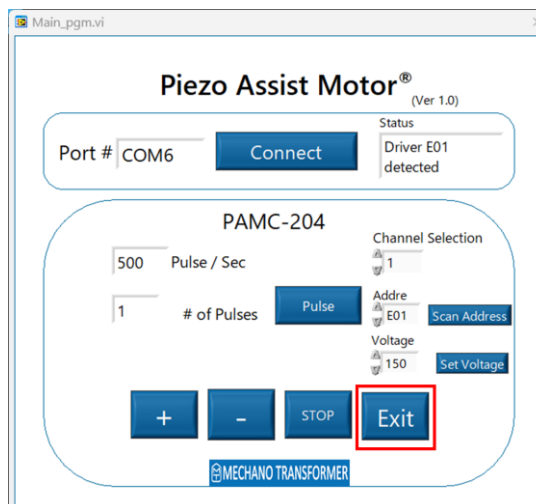 Main_pgm.vi
Piezo Assist Motor®
(Ver 1.0)
Status
Port # COM6 Connect Driver E01
detected
PAMC-204
Channel Selection
500 Pulse / Sec 1
Addre
1 # of Pulses Pulse E01 Scan Address
Voltage
150 Set Voltage
+ - STOP Exit
MECHANO TRANSFORMER